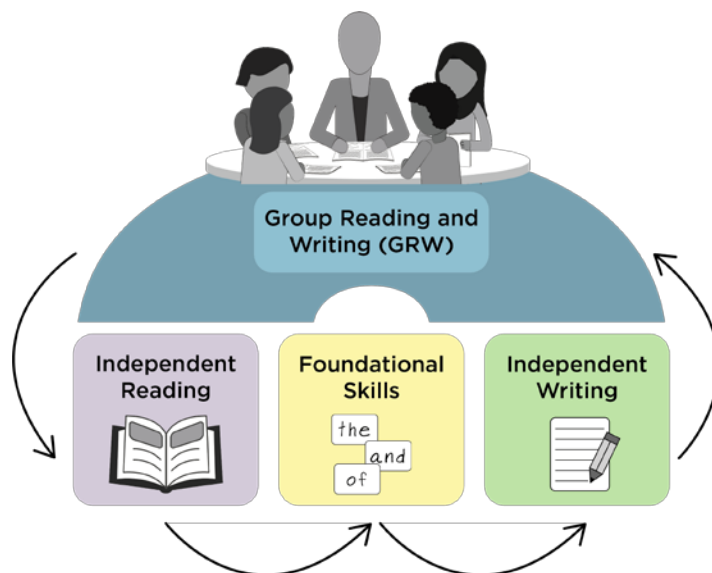 Group Reading and
Writing (GRW)
Independent
Reading
Foundational
Skills
the
and
of
Independent
Writing